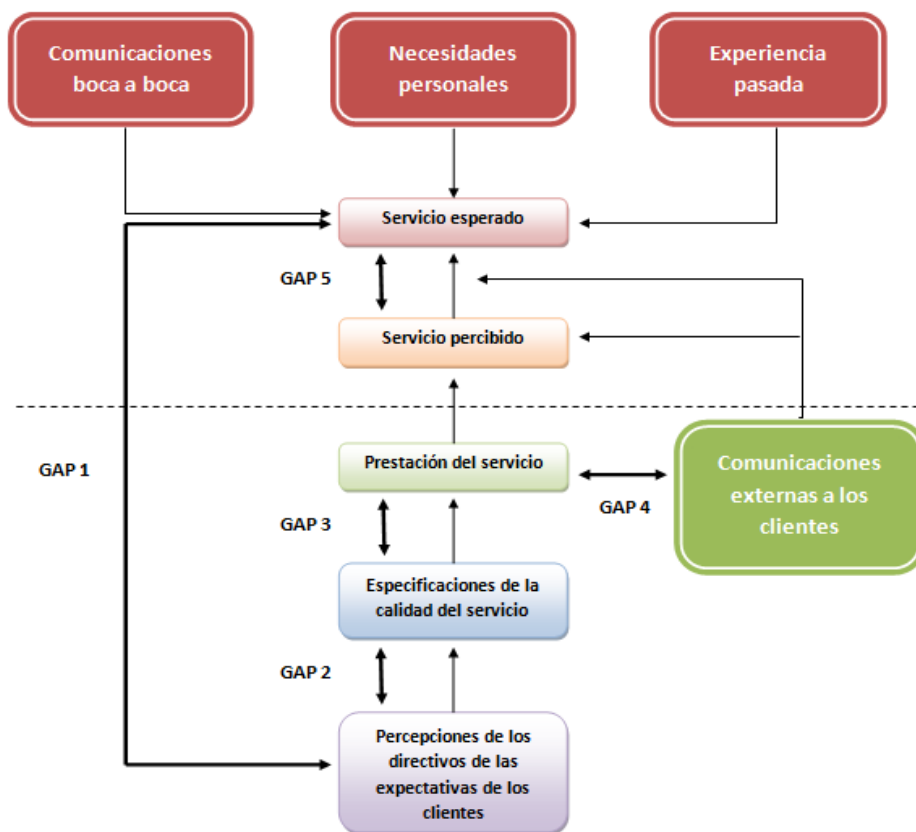 Comunicaciones
boca a boca
Necesidades
personales
Experiencia
pasada
Servicio esperado
GAP 5
Servicio percibido
GAP 1
Prestación del servicio
GAP 4
Comunicaciones
externas a los
clientes
GAP 3
Especificaciones de la
calidad del servicio
GAP 2
Percepciones de los
directivos de las
expectativas de los
clientes